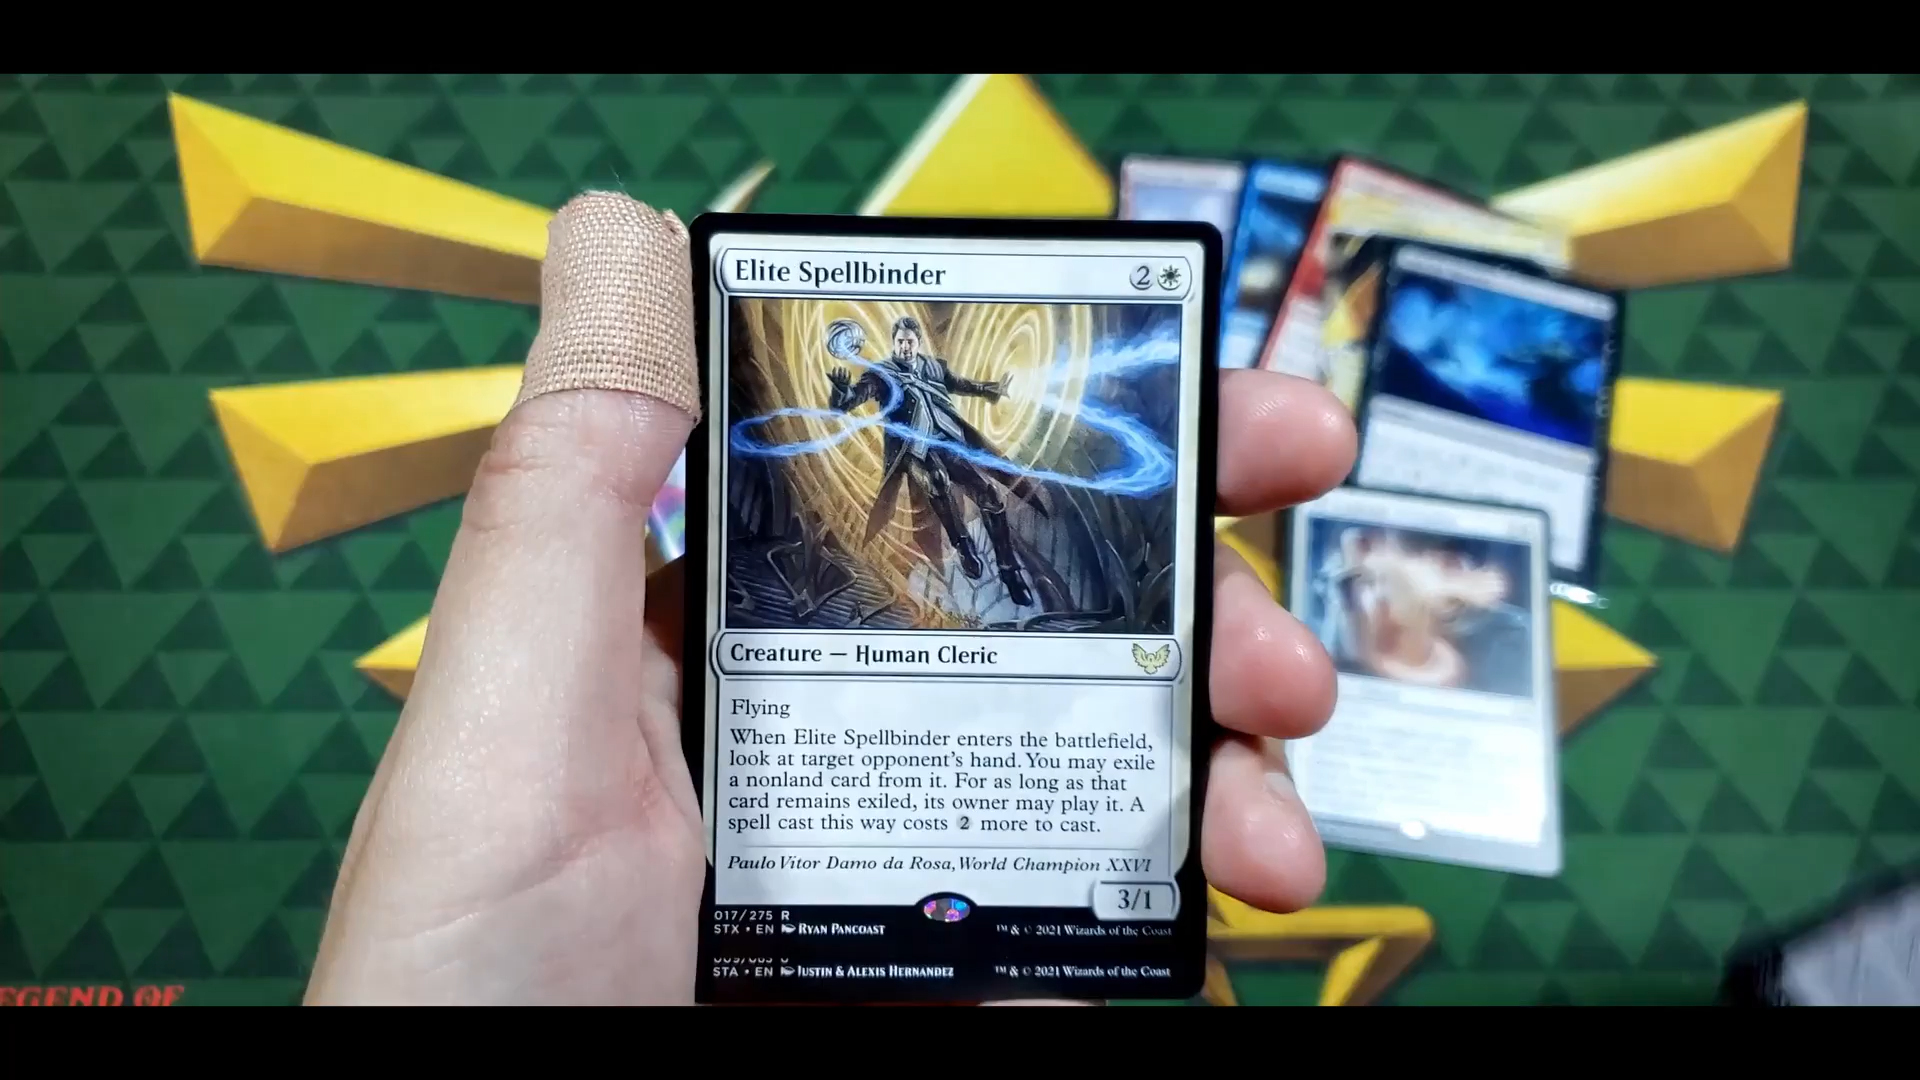 Elite Spellbinder 2
Creature — Human Cleric
Flying
When Elite Spellbinder enters the battlefield,
look at target opponent's hand. You may exile
a nonland card from it. For as long as that
card remains exiled, its owner may play it. A
spell cast this way costs 2 more to cast.
Paulo Vitor Damo da Rosa, World Champion XXVI
3/1
017/275 R
STX • EN RYAN PANCOAST ™ & © 2021 Wizards of the Coast
STA • EN JUSTIN & ALEXIS HERNANDEZ ™ & © 2021 Wizards of the Coast
EGEND OF